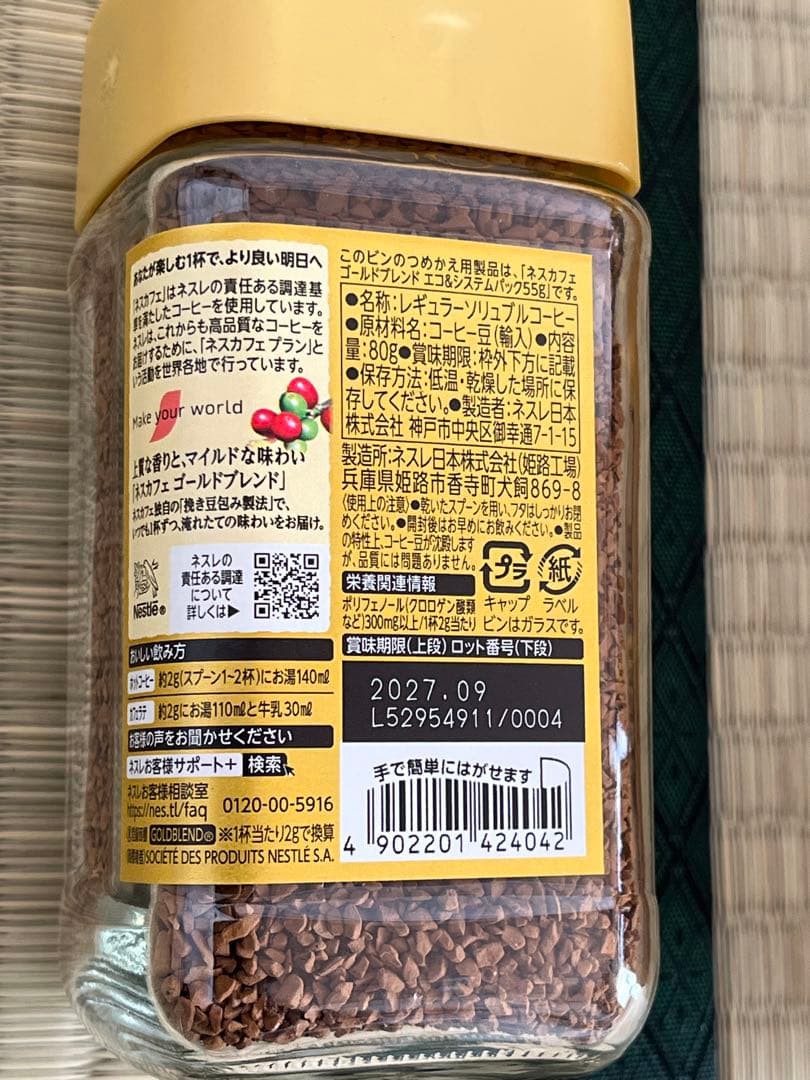 あなたが楽しむ1杯で、より良い明日へ
「ネスカフェ」はネスレの責任ある調達基
準を満たしたコーヒーを使用しています。
ネスレは、これからも高品質なコーヒーを
お届けするために、「ネスカフェ プラン」と
いう活動を世界各地で行っています。
Make your world
上質な香りと、マイルドな味わい
「ネスカフェ ゴールドブレンド」
ネスカフェ独自の「挽き豆包み製法」で、
いつでも1杯ずつ、淹れたての味わいをお届け。
Nestlé®
ネスレの
責任ある調達
について
詳しくは▶
おいしい飲み方
ホットコーヒー 約2g(スプーン1~2杯)にお湯140㎖
カフェラテ 約2gにお湯110㎖と牛乳30㎖
お客様の声をお聞かせください
ネスレお客様サポート+ 検索
ネスレお客様相談室
https://nes.tl/faq 0120-00-5916
GOLDBLEND® ※1杯当たり2gで換算
SOCIÉTÉ DES PRODUITS NESTLÉ S.A.
このビンのつめかえ用製品は、「ネスカフェ
ゴールドブレンド エコ&システムパック55g」です。
●名称:レギュラーソリュブルコーヒー
●原材料名:コーヒー豆(輸入)●内容
量:80g●賞味期限:枠外下方に記載
●保存方法:低温・乾燥した場所に保
存してください。●製造者:ネスレ日本
株式会社 神戸市中央区御幸通7-1-15
製造所:ネスレ日本株式会社(姫路工場)
兵庫県姫路市香寺町犬飼869-8
〈使用上の注意〉●乾いたスプーンを用い、フタはしっかりお閉
めください。●開封後はお早めにお飲みください。●製品
の特性上、コーヒー豆が沈殿します
が、品質には問題ありません。
プラ 紙
キャップ ラベル
ビンはガラスです。
栄養関連情報
ポリフェノール(クロロゲン酸類
など)300mg以上/1杯2g当たり
賞味期限(上段) ロット番号(下段)
2027.09
L52954911/0004
手で簡単にはがせます
4 902201 424042